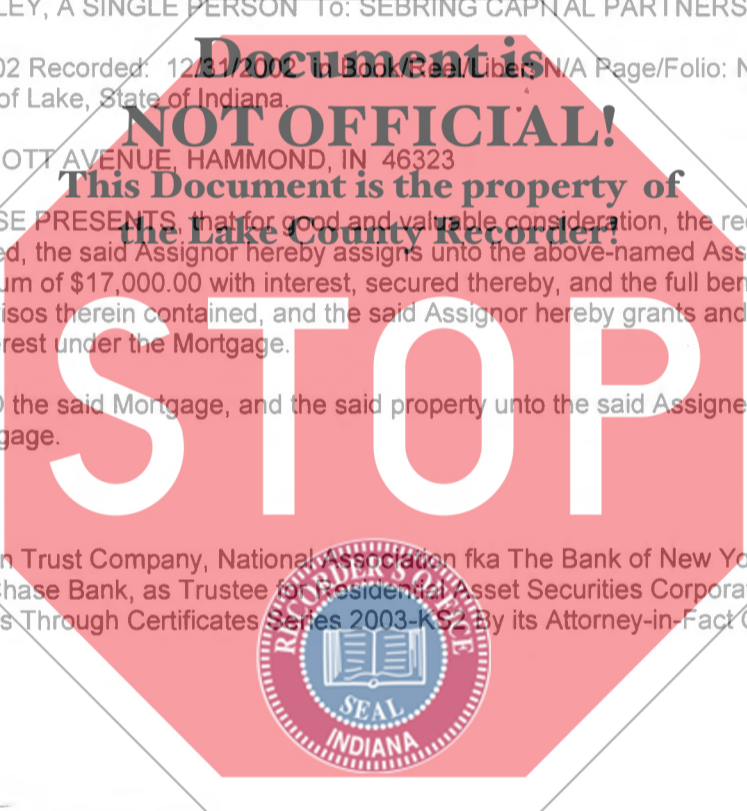 LEY, A SINGLE PERSON To: SEBRING CAPITAL PARTNERS
Document is
02 Recorded: 12/31/2002 in Book/Reel/Liber: N/A Page/Folio: N
of Lake, State of Indiana.
NOT OFFICIAL!
OTT AVENUE, HAMMOND, IN 46323
This Document is the property of
SE PRESENTS, that for good and valuable consideration, the rec
the Lake County Recorder!
ed, the said Assignor hereby assigns unto the above-named Ass
um of $17,000.00 with interest, secured thereby, and the full ben
isos therein contained, and the said Assignor hereby grants and
rest under the Mortgage.
STOP
the said Mortgage, and the said property unto the said Assigne
gage.
n Trust Company, National Association fka The Bank of New Yo
Chase Bank, as Trustee for Residential Asset Securities Corpora
s Through Certificates Series 2003-KS2 By its Attorney-in-Fact
RECORDER'S OFFICE
SEAL
INDIANA